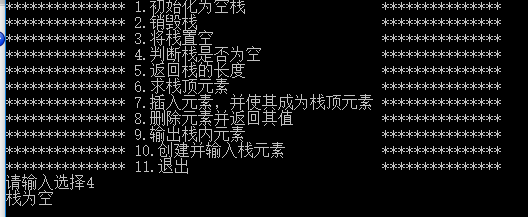 *************** 1.初始化为空栈 ***************
*************** 2.销毁栈 ***************
*************** 3.将栈置空 ***************
*************** 4.判断栈是否为空 ***************
*************** 5.返回栈的长度 ***************
*************** 6.求栈顶元素 ***************
*************** 7.插入元素，并使其成为栈顶元素 ***************
*************** 8.删除元素并返回其值 ***************
*************** 9.输出栈内元素 ***************
*************** 10.创建并输入栈元素 ***************
*************** 11.退出 ***************
请输入选择4
栈为空